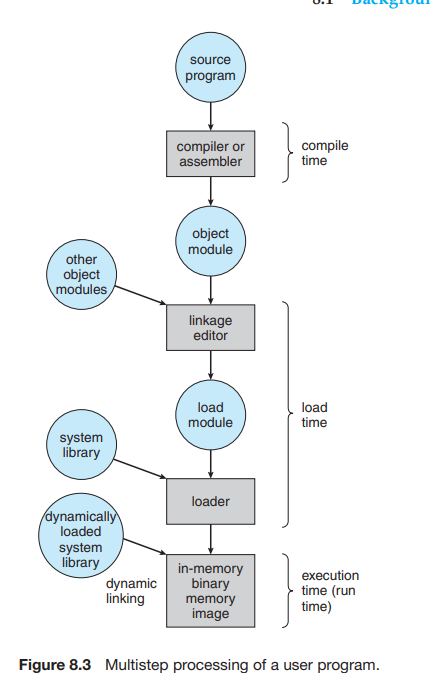 8.1 Background
source
program
compiler or
assembler
compile
time
object
module
other
object
modules
linkage
editor
load
module
load
time
system
library
loader
dynamically
loaded
system
library
dynamic
linking
in-memory
binary
memory
image
execution
time (run
time)
Figure 8.3 Multistep processing of a user program.